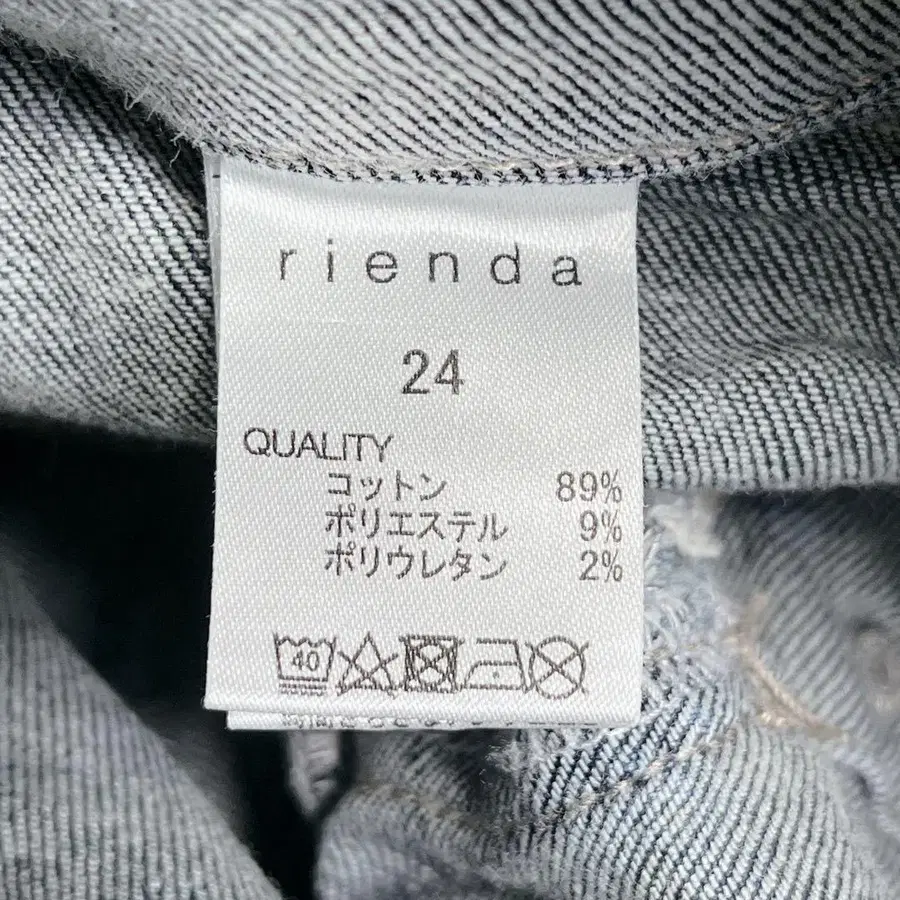 rienda
24
QUALITY
コットン 89%
ポリエステル 9%
ポリウレタン 2%
40